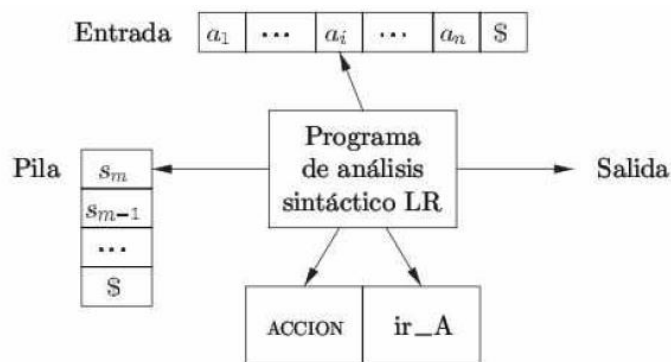 Entrada a1 ... ai ... an $
Programa
de análisis
sintáctico LR
Pila
sm
sm−1
...
$
Salida
ACCION ir_A